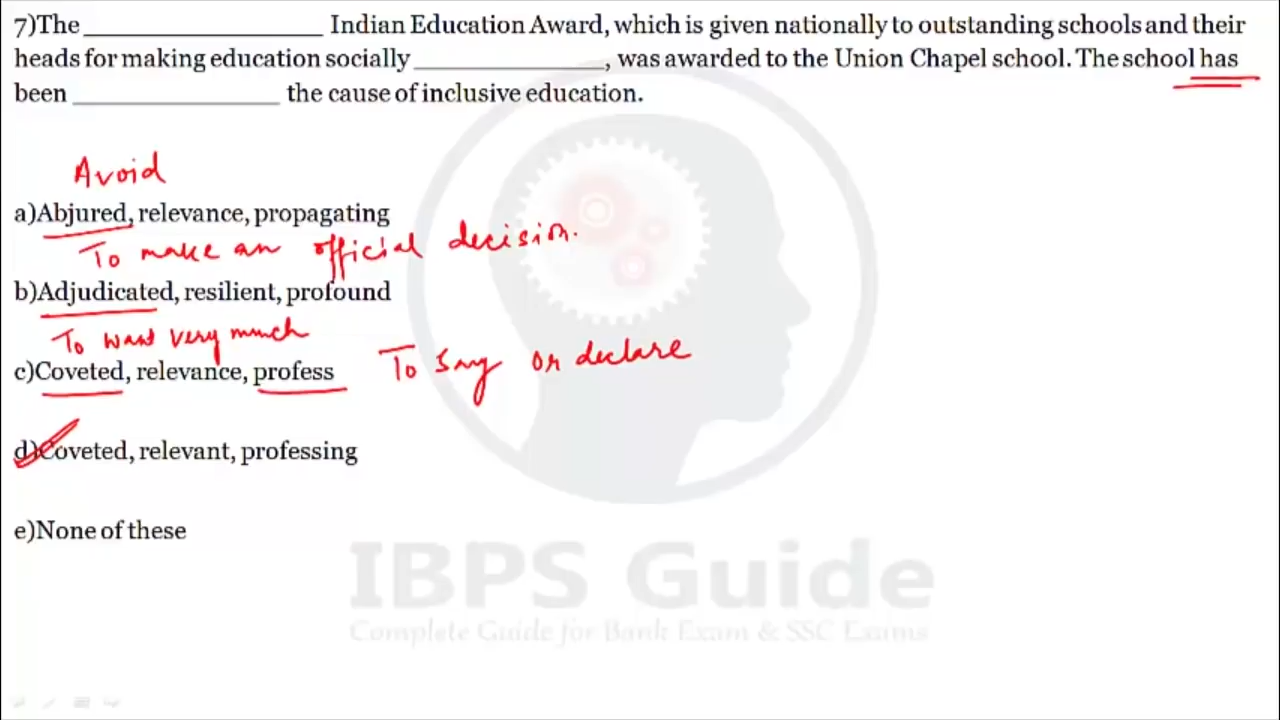 7)The ________________ Indian Education Award, which is given nationally to outstanding schools and their
heads for making education socially _____________, was awarded to the Union Chapel school. The school has
been ______________ the cause of inclusive education.
Avoid
a)Abjured, relevance, propagating
To make an official decision.
b)Adjudicated, resilient, profound
To want very much
c)Coveted, relevance, profess To say or declare
d)Coveted, relevant, professing
e)None of these
IBPS Guide
Complete Guide for Bank Exam & SSC Exams